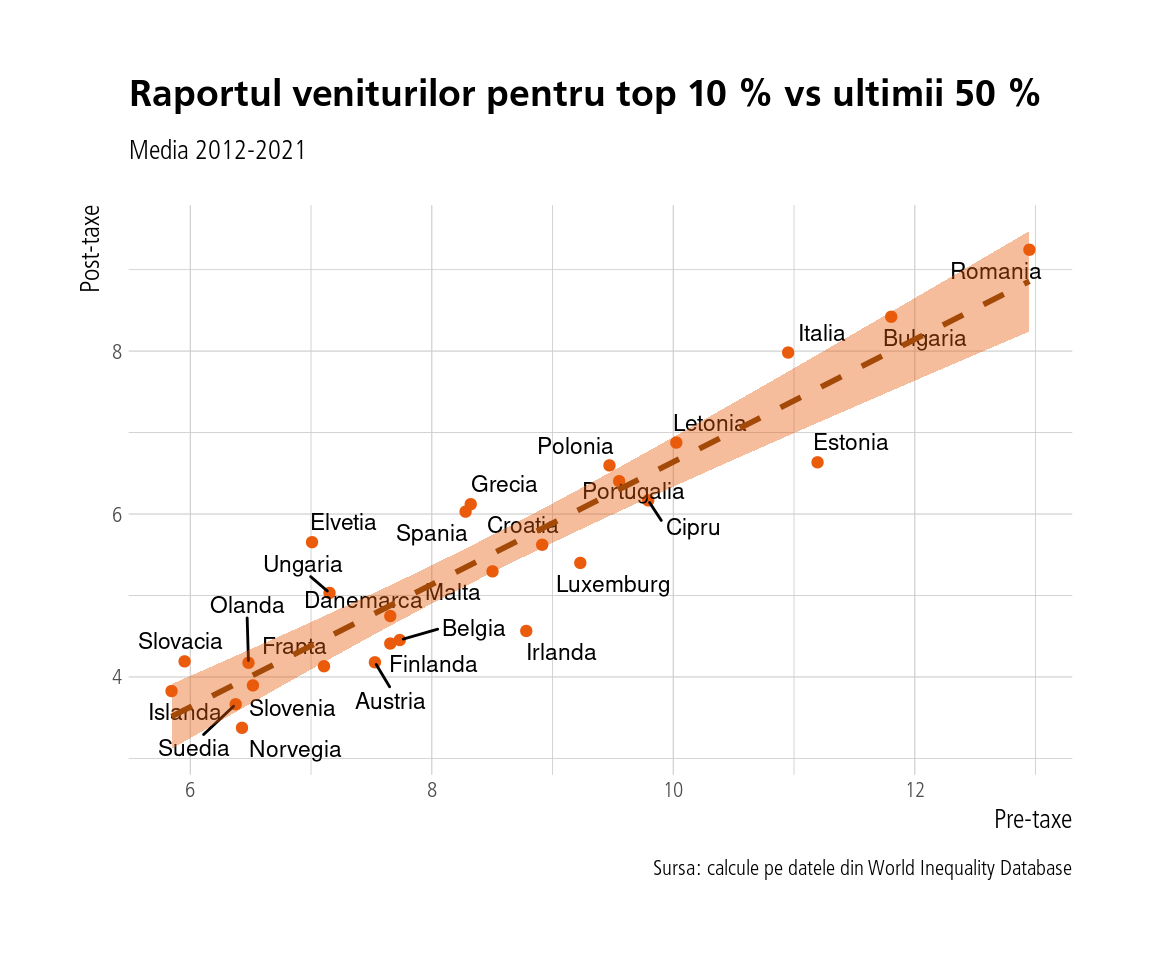 Raportul veniturilor pentru top 10 % vs ultimii 50 %
Media 2012-2021
Post-taxe
Romania
Italia
Bulgaria
8
Letonia
Estonia
Polonia
Grecia
Portugalia
6
Elvetia
Spania
Croatia
Cipru
Ungaria
Luxemburg
Olanda
Danemarca
Malta
Slovacia
Franta
Belgia
Irlanda
4
Finlanda
Islanda
Slovenia
Austria
Suedia
Norvegia
6
8
10
12
Pre-taxe
Sursa: calcule pe datele din World Inequality Database